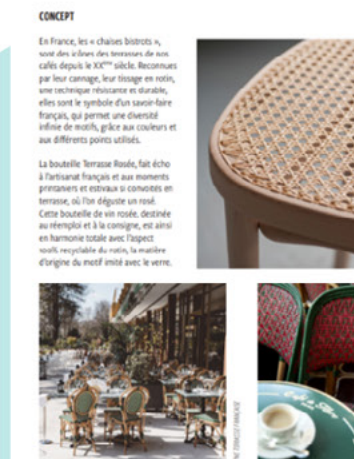 CONCEPT
En France, les « chaises bistrots »,
sont des icônes des terrasses de nos
cafés depuis le XXème siècle. Reconnues
par leur cannage, leur tissage en rotin,
une technique résistante et durable,
elles sont le symbole d'un savoir-faire
français, qui permet une diversité
infinie de motifs, grâce aux couleurs et
aux différents points utilisés.
La bouteille Terrasse Rosée, fait écho
à l'artisanat français et aux moments
printaniers et estivaux si convoités en
terrasse, où l'on déguste un rosé.
Cette bouteille de vin rosée, destinée
au réemploi et à la consigne, est ainsi
en harmonie totale avec l'aspect
100% recyclable du rotin, la matière
d'origine du motif imité avec le verre.